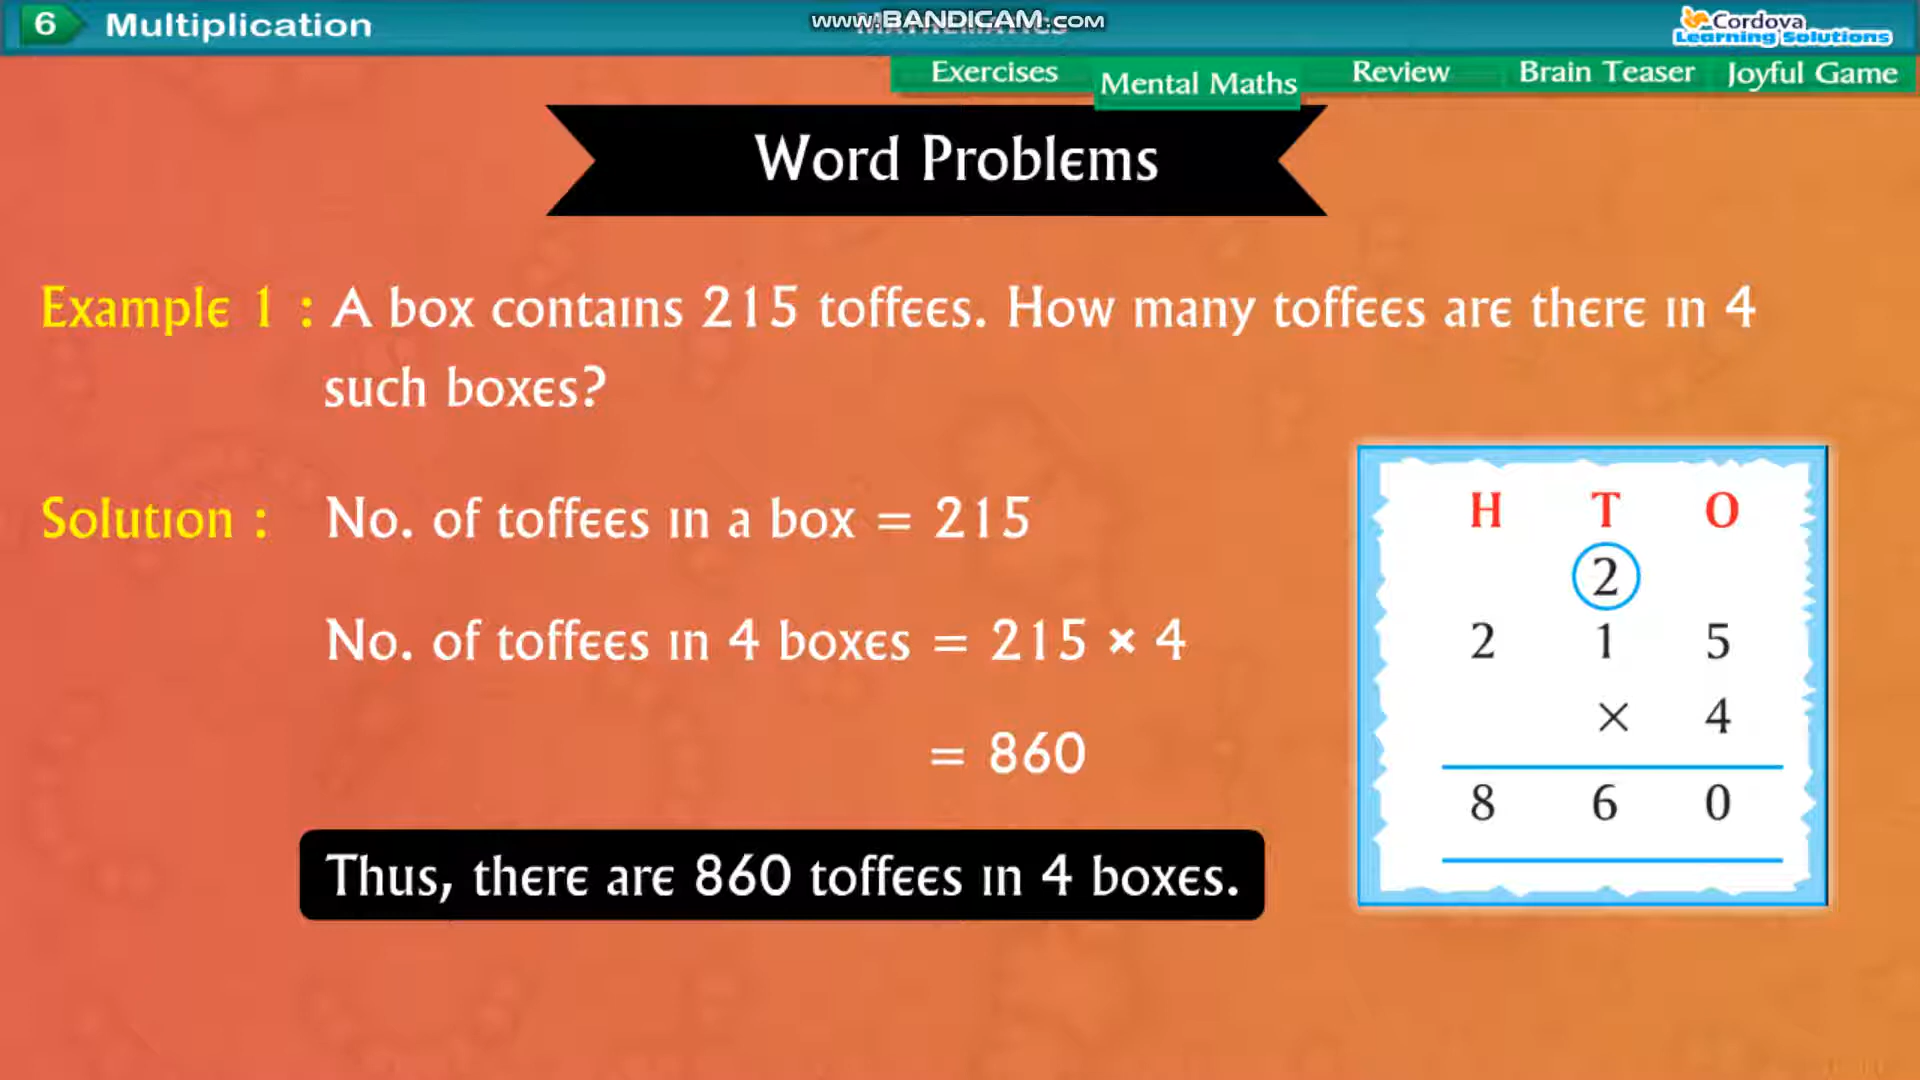 6 Multiplication
www.BANDICAM.com
Cordova
Learning Solutions
Exercises Mental Maths Review Brain Teaser Joyful Game
Word Problems
Example 1 : A box contains 215 toffees. How many toffees are there in 4
such boxes?
Solution : No. of toffees in a box = 215
No. of toffees in 4 boxes = 215 × 4
= 860
Thus, there are 860 toffees in 4 boxes.
H T O
2
2 1 5
× 4
8 6 0